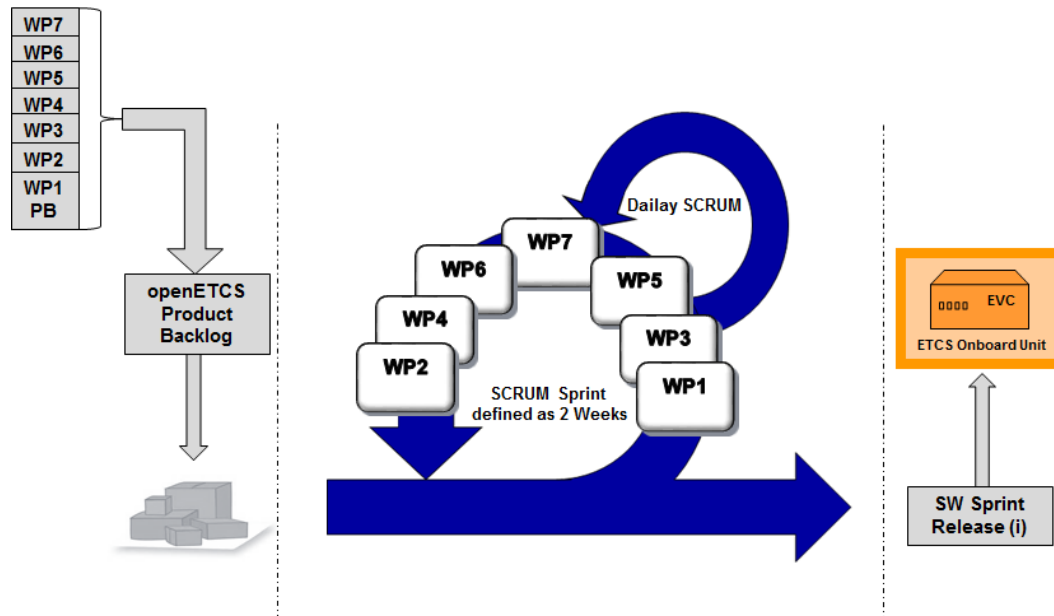 WP7
WP6
WP5
WP4
WP3
WP2
WP1
PB
openETCS
Product
Backlog
Dailay SCRUM
WP7
WP6
WP5
WP4
WP3
WP2
WP1
SCRUM Sprint
defined as 2 Weeks
EVC
ETCS Onboard Unit
SW Sprint
Release (i)